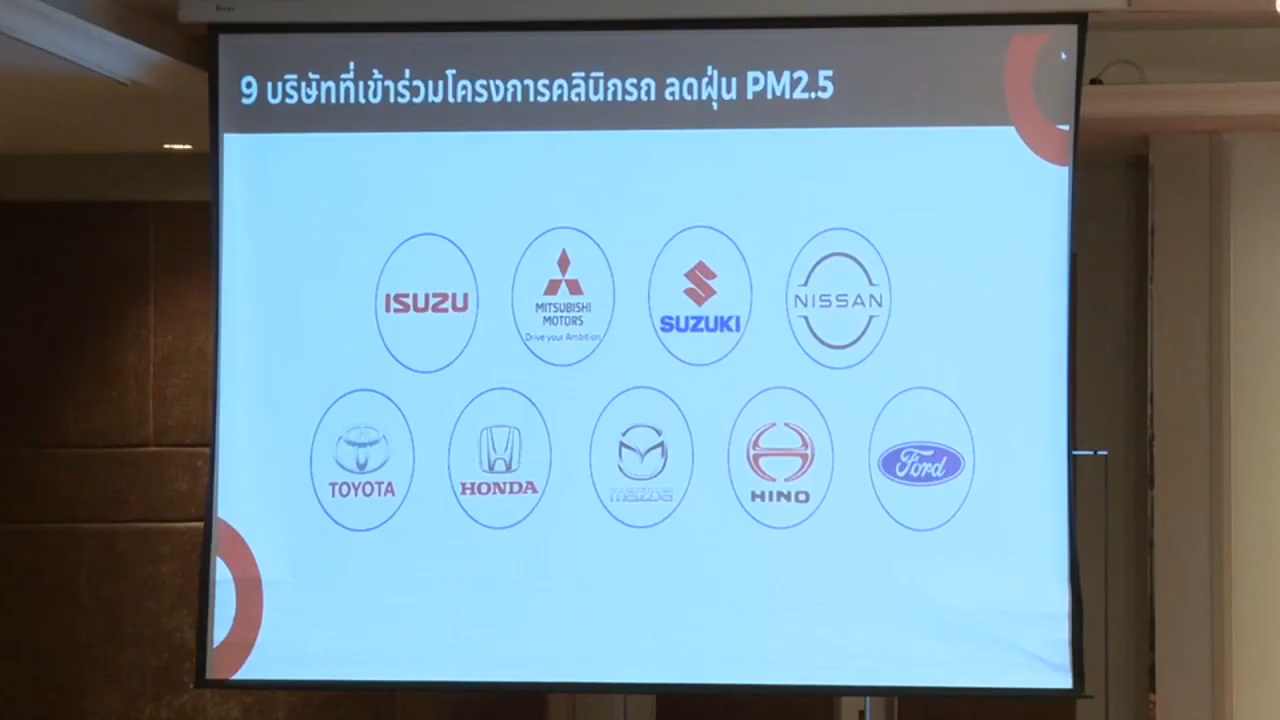 9 บริษัทที่เข้าร่วมโครงการคลินิกรถ ลดฝุ่น PM2.5
ISUZU
MITSUBISHI
MOTORS
Drive your Ambition
SUZUKI
NISSAN
TOYOTA
HONDA
mazda
HINO
Ford